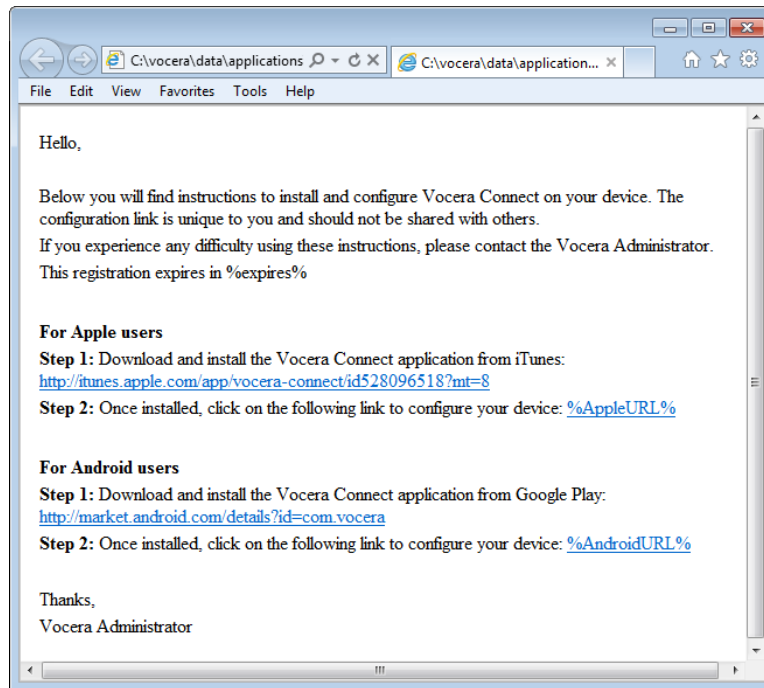 C:\vocera\data\applications
C:\vocera\data\application...
File Edit View Favorites Tools Help
Hello,
Below you will find instructions to install and configure Vocera Connect on your device. The
configuration link is unique to you and should not be shared with others.
If you experience any difficulty using these instructions, please contact the Vocera Administrator.
This registration expires in %expires%
For Apple users
Step 1: Download and install the Vocera Connect application from iTunes:
http://itunes.apple.com/app/vocera-connect/id528096518?mt=8
Step 2: Once installed, click on the following link to configure your device: %AppleURL%
For Android users
Step 1: Download and install the Vocera Connect application from Google Play:
http://market.android.com/details?id=com.vocera
Step 2: Once installed, click on the following link to configure your device: %AndroidURL%
Thanks,
Vocera Administrator